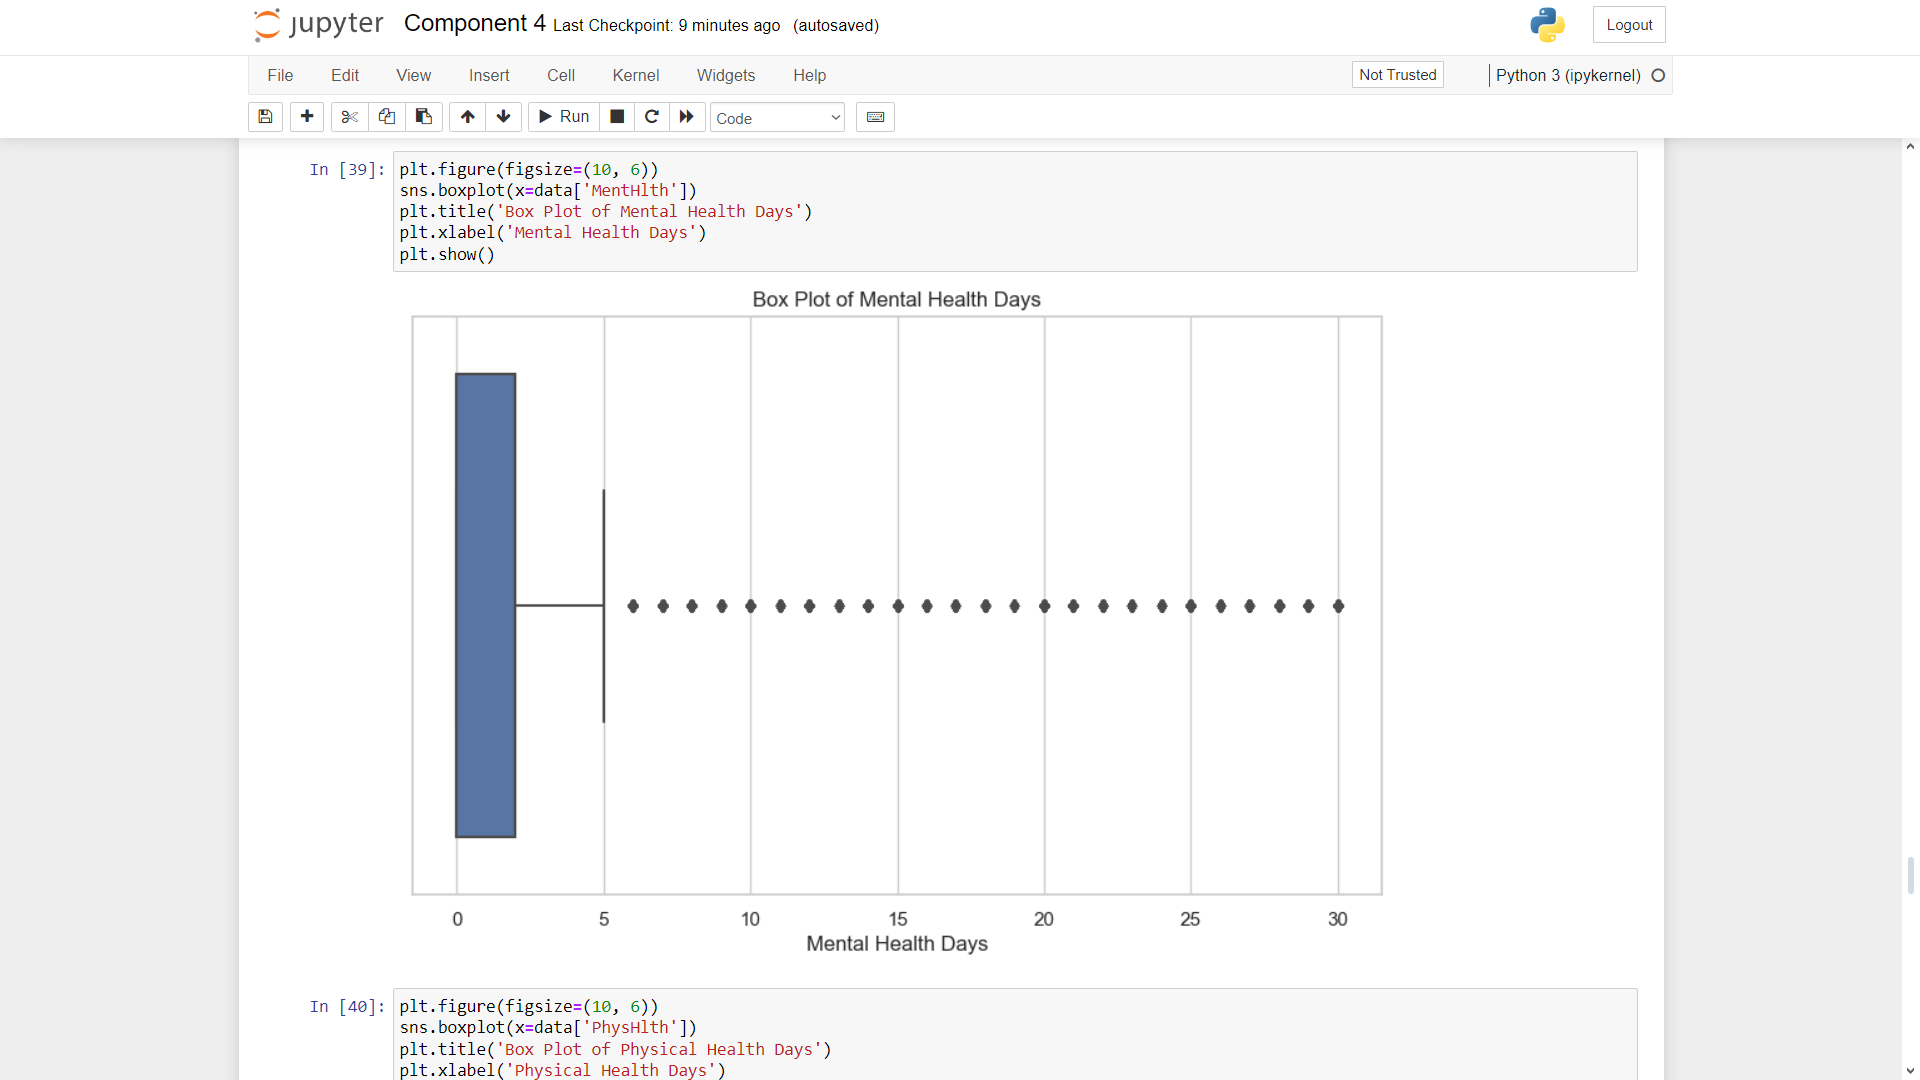 jupyter Component 4 Last Checkpoint: 9 minutes ago (autosaved) Logout
File Edit View Insert Cell Kernel Widgets Help Not Trusted Python 3 (ipykernel)
Run Code
In [39]: plt.figure(figsize=(10, 6))
sns.boxplot(x=data['MentHlth'])
plt.title('Box Plot of Mental Health Days')
plt.xlabel('Mental Health Days')
plt.show()
Box Plot of Mental Health Days
0 5 10 15 20 25 30
Mental Health Days
In [40]: plt.figure(figsize=(10, 6))
sns.boxplot(x=data['PhysHlth'])
plt.title('Box Plot of Physical Health Days')
plt.xlabel('Physical Health Days')